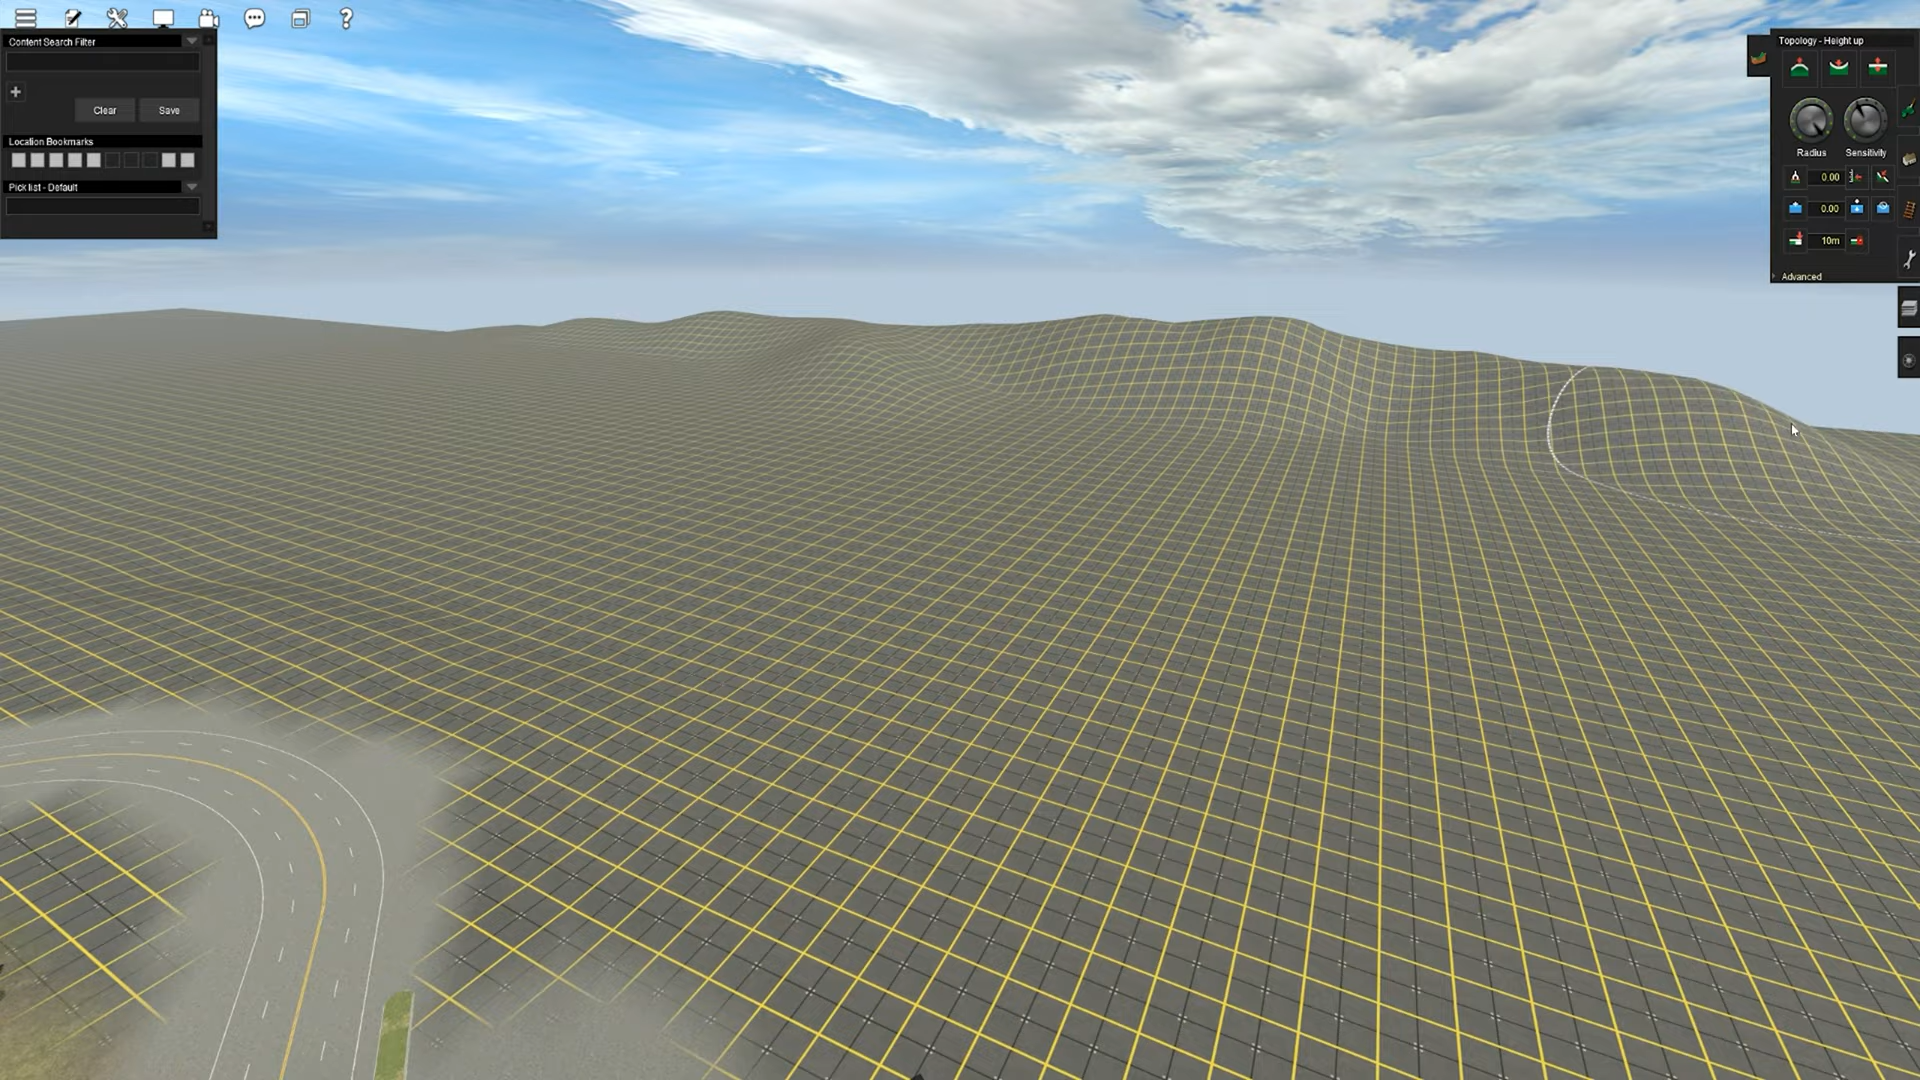 Content Search Filter
Clear Save
Location Bookmarks
Pick list - Default
Topology - Height up
Radius Sensitivity
0.00
0.00
10m
Advanced